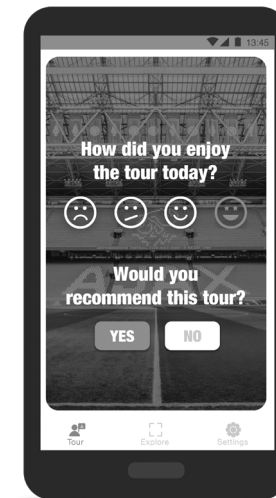 13:45
How did you enjoy
the tour today?
Would you
recommend this tour?
YES
NO
Tour
Explore
Settings